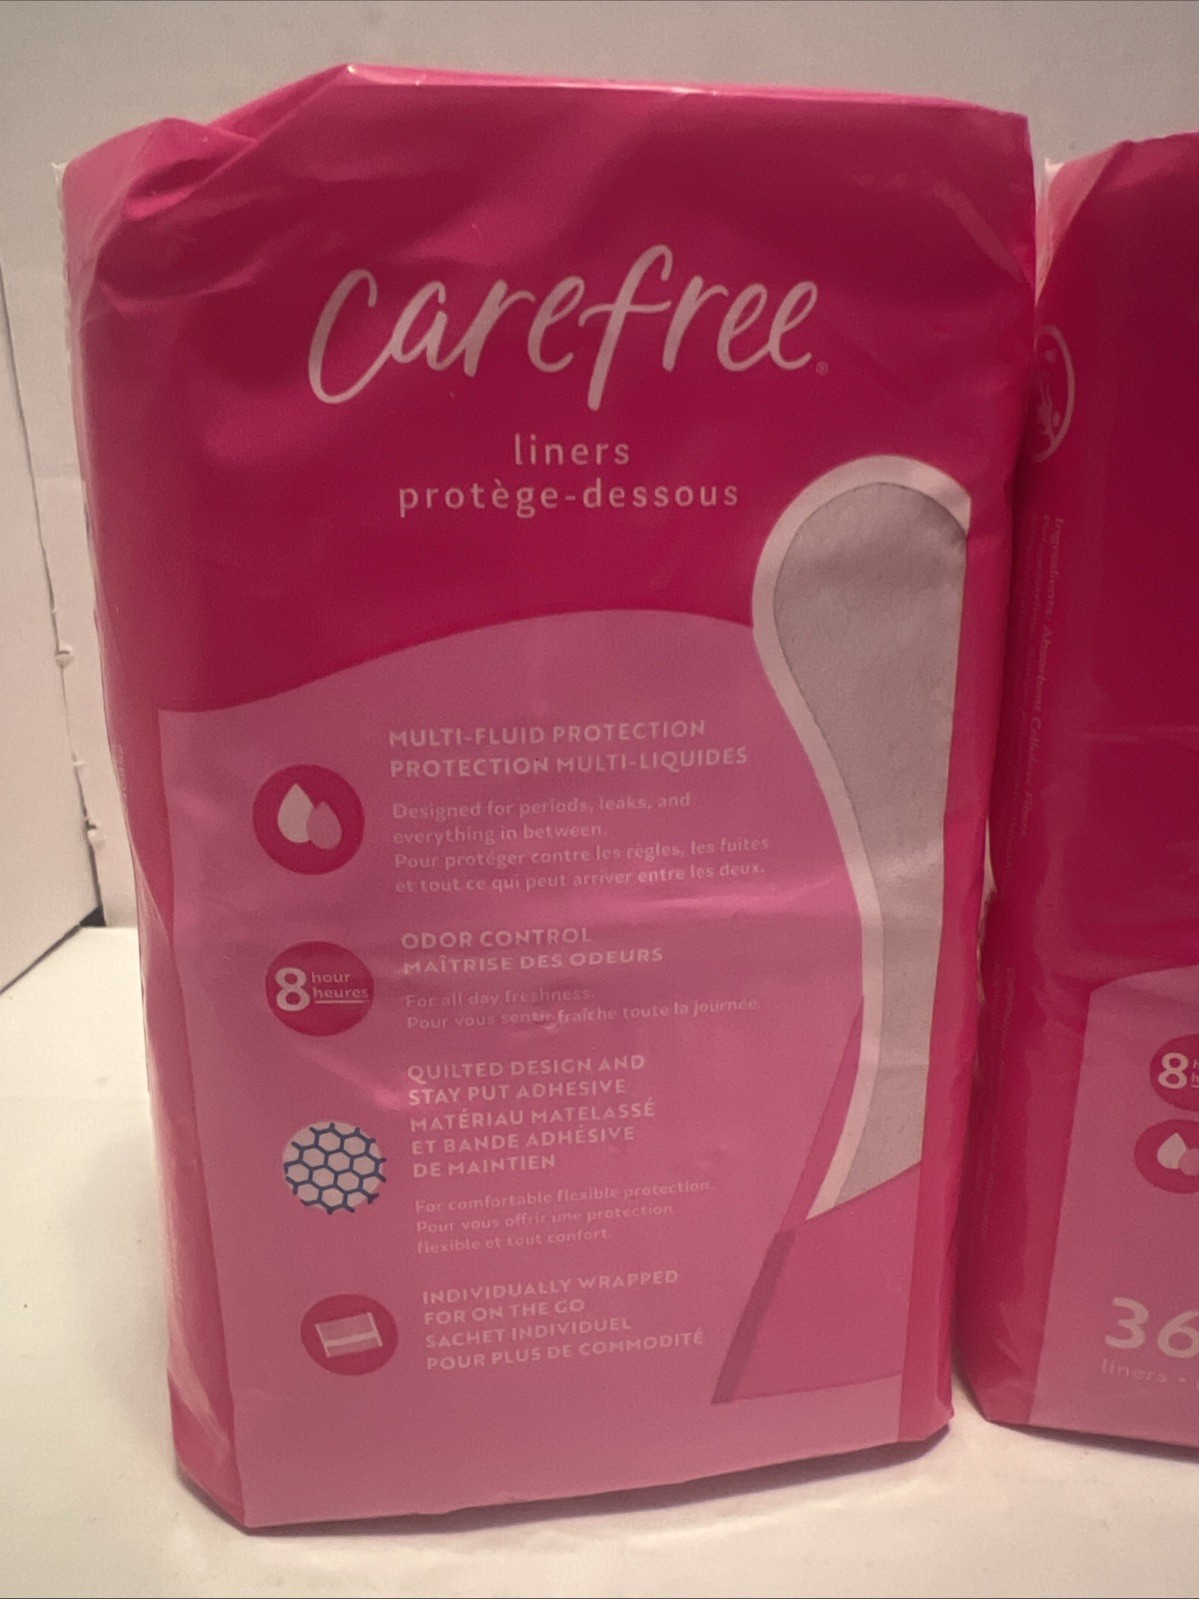 carefree®
liners
protège-dessous
MULTI-FLUID PROTECTION
PROTECTION MULTI-LIQUIDES
Designed for periods, leaks, and
everything in between.
Pour protéger contre les règles, les fuites
et tout ce qui peut arriver entre les deux.
8 hour
heures
ODOR CONTROL
MAÎTRISE DES ODEURS
For all day freshness.
Pour vous sentir fraîche toute la journée.
QUILTED DESIGN AND
STAY PUT ADHESIVE
MATÉRIAU MATELASSÉ
ET BANDE ADHÉSIVE
DE MAINTIEN
For comfortable flexible protection.
Pour vous offrir une protection
flexible et tout confort.
INDIVIDUALLY WRAPPED
FOR ON THE GO
SACHET INDIVIDUEL
POUR PLUS DE COMMODITÉ
Ingredients: Absorbent
8
36
liners •